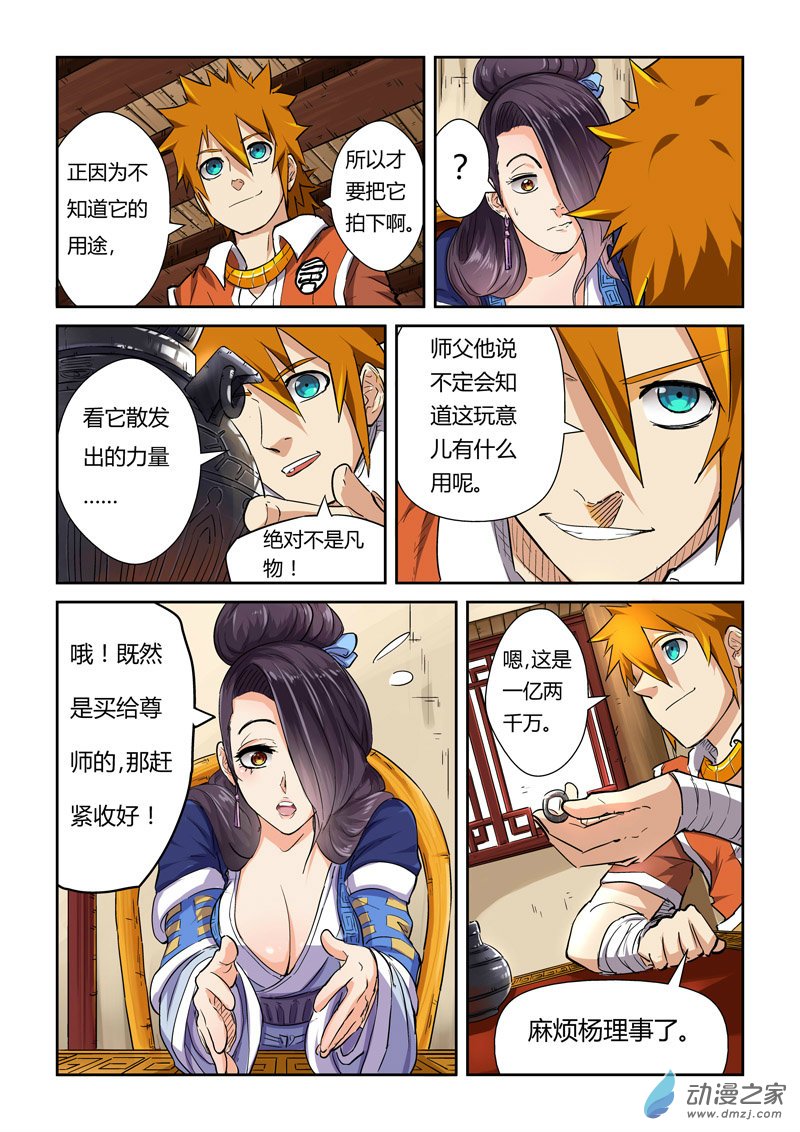 正因为不
知道它的
用途，
所以才
要把它
拍下啊。
？
看它散发
出的力量
……
绝对不是凡
物！
师父他说
不定会知
道这玩意
儿有什么
用呢。
哦！既然
是买给尊
师的，那赶
紧收好！
嗯，这是
一亿两
千万。
麻烦杨理事了。
动漫之家
www.dmzj.com